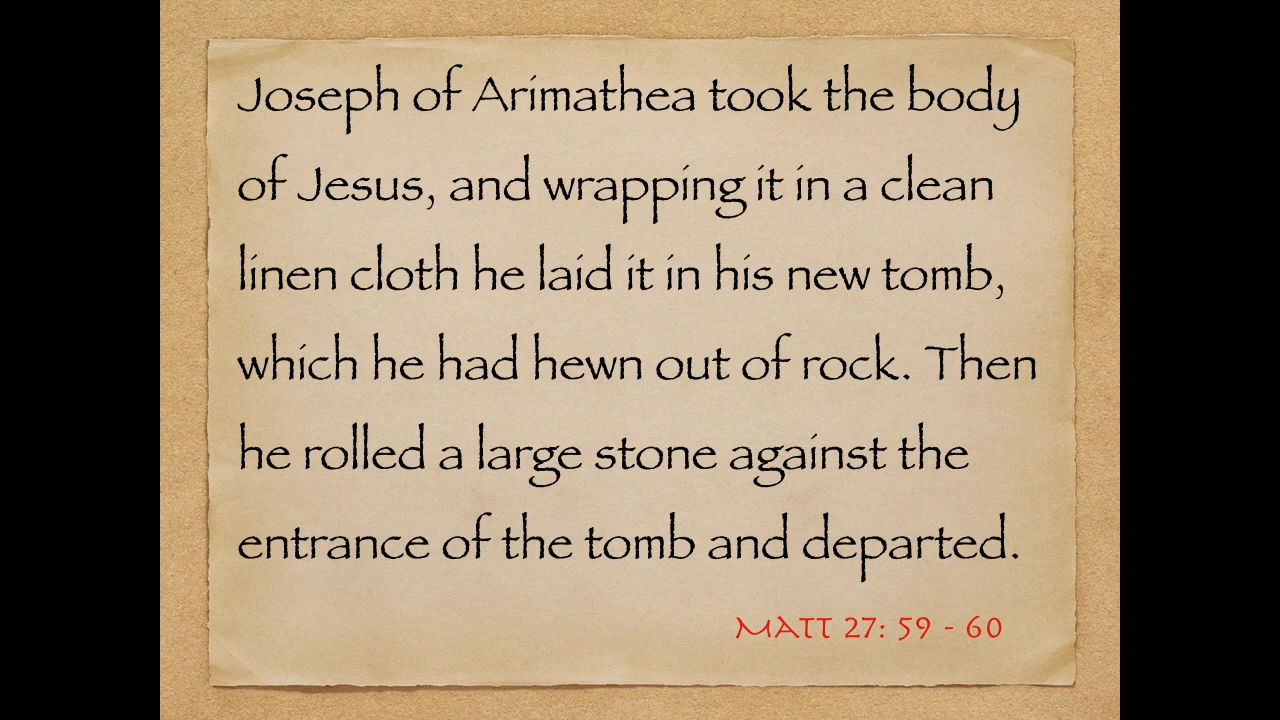 Joseph of Arimathea took the body
of Jesus, and wrapping it in a clean
linen cloth he laid it in his new tomb,
which he had hewn out of rock. Then
he rolled a large stone against the
entrance of the tomb and departed.
Matt 27: 59 - 60